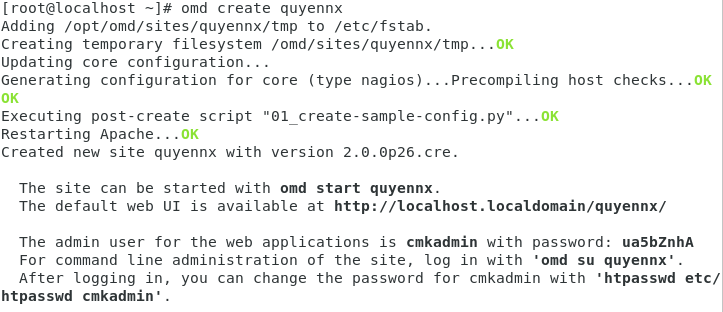 [root@localhost ~]# omd create quyennx
Adding /opt/omd/sites/quyennx/tmp to /etc/fstab.
Creating temporary filesystem /omd/sites/quyennx/tmp...OK
Updating core configuration...
Generating configuration for core (type nagios)...Precompiling host checks...OK
OK
Executing post-create script "01_create-sample-config.py"...OK
Restarting Apache...OK
Created new site quyennx with version 2.0.0p26.cre.
The site can be started with omd start quyennx.
The default web UI is available at http://localhost.localdomain/quyennx/
The admin user for the web applications is cmkadmin with password: ua5bZnhA
For command line administration of the site, log in with 'omd su quyennx'.
After logging in, you can change the password for cmkadmin with 'htpasswd etc/
htpasswd cmkadmin'.